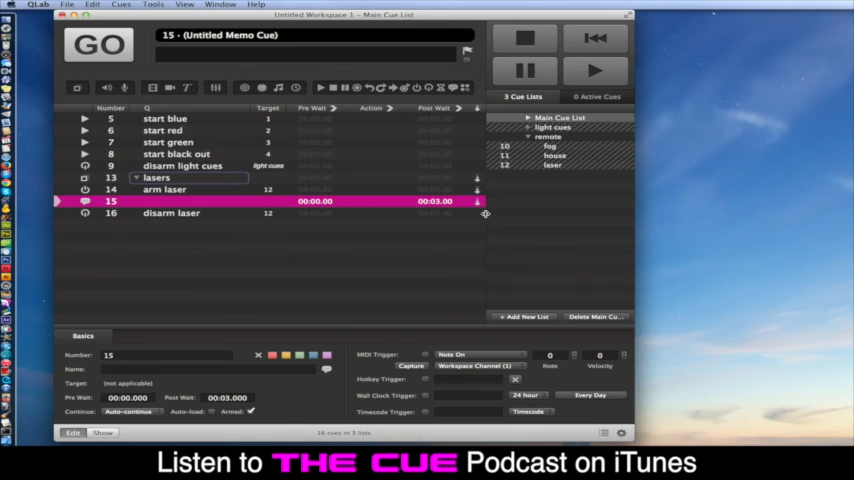 QLab File Edit Cues Tools View Window Help
Untitled Workspace 1 – Main Cue List
GO
15 - (Untitled Memo Cue)
3 Cue Lists 0 Active Cues
Number Q Target Pre Wait Action Post Wait
5 start blue 1
6 start red 2
7 start green 3
8 start black out 4
9 disarm light cues light cues
13 lasers
14 arm laser 12
15 00:00.00 00:03.00
16 disarm laser 12
Main Cue List
light cues
remote
10 fog
11 house
12 laser
+ Add New List Delete Main Cu...
Basics
Number: 15
Name:
Target: (not applicable)
Pre Wait: 00:00.000 Post Wait: 00:03.000
Continue: Auto-continue Auto-load: Armed:
MIDI Trigger: Note On 0 0
Capture Workspace Channel (1) Note Velocity
Hotkey Trigger:
Wall Clock Trigger: 24 hour Every Day
Timecode Trigger: Timecode
Edit Show 16 cues in 3 lists
Listen to THE CUE Podcast on iTunes